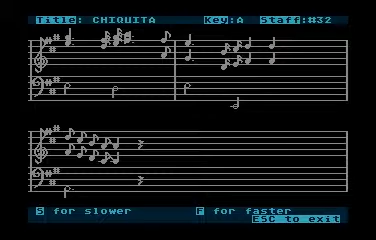 Title: CHIQUITA Key:A Staff:#32
S for slower F for faster
ESC to exit